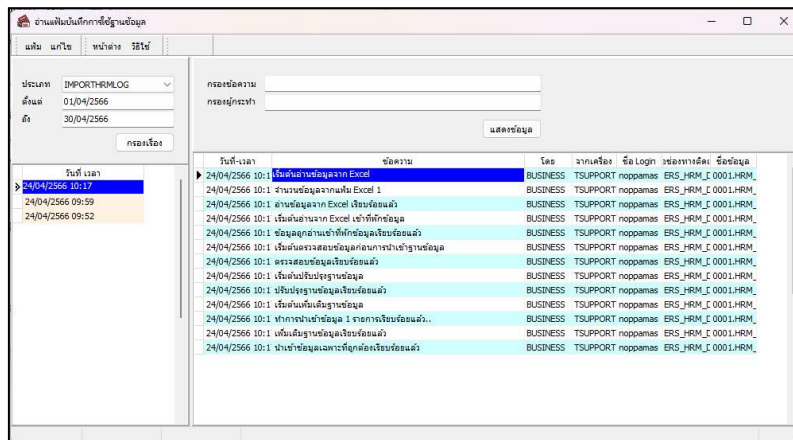 อ่านแฟ้มบันทึกการใช้ฐานข้อมูล
แฟ้ม แก้ไข หน้าต่าง วิธีใช้
ประเภท IMPORTHRMLOG
ตั้งแต่ 01/04/2566
ถึง 30/04/2566
กรองเรื่อง
กรองข้อความ
กรองผู้กระทำ
แสดงข้อมูล
วันที่ เวลา
24/04/2566 10:17
24/04/2566 09:59
24/04/2566 09:52
วันที่-เวลา ข้อความ โดย จากเครื่อง ชื่อ Login ชื่อข้อมูล
24/04/2566 10:1 เริ่มต้นอ่านข้อมูลจาก Excel BUSINESS TSUPPORT noppamas ERS_HRM_D 0001.HRM_
24/04/2566 10:1 จำนวนข้อมูลจากแฟ้ม Excel 1 BUSINESS TSUPPORT noppamas ERS_HRM_D 0001.HRM_
24/04/2566 10:1 อ่านข้อมูลจาก Excel เรียบร้อยแล้ว BUSINESS TSUPPORT noppamas ERS_HRM_D 0001.HRM_
24/04/2566 10:1 เริ่มต้นอ่านจาก Excel เข้าที่พักข้อมูล BUSINESS TSUPPORT noppamas ERS_HRM_D 0001.HRM_
24/04/2566 10:1 ข้อมูลถูกอ่านเข้าที่พักข้อมูลเรียบร้อยแล้ว BUSINESS TSUPPORT noppamas ERS_HRM_D 0001.HRM_
24/04/2566 10:1 เริ่มต้นตรวจสอบข้อมูลก่อนการนำเข้าฐานข้อมูล BUSINESS TSUPPORT noppamas ERS_HRM_D 0001.HRM_
24/04/2566 10:1 ตรวจสอบข้อมูลเรียบร้อยแล้ว BUSINESS TSUPPORT noppamas ERS_HRM_D 0001.HRM_
24/04/2566 10:1 เริ่มต้นปรับปรุงฐานข้อมูล BUSINESS TSUPPORT noppamas ERS_HRM_D 0001.HRM_
24/04/2566 10:1 ปรับปรุงฐานข้อมูลเรียบร้อยแล้ว BUSINESS TSUPPORT noppamas ERS_HRM_D 0001.HRM_
24/04/2566 10:1 เริ่มต้นเพิ่มเติมฐานข้อมูล BUSINESS TSUPPORT noppamas ERS_HRM_D 0001.HRM_
24/04/2566 10:1 ทำการนำเข้าข้อมูล 1 รายการเรียบร้อยแล้ว.. BUSINESS TSUPPORT noppamas ERS_HRM_D 0001.HRM_
24/04/2566 10:1 เพิ่มเติมฐานข้อมูลเรียบร้อยแล้ว BUSINESS TSUPPORT noppamas ERS_HRM_D 0001.HRM_
24/04/2566 10:1 นำเข้าข้อมูลเฉพาะที่ถูกต้องเรียบร้อยแล้ว BUSINESS TSUPPORT noppamas ERS_HRM_D 0001.HRM_